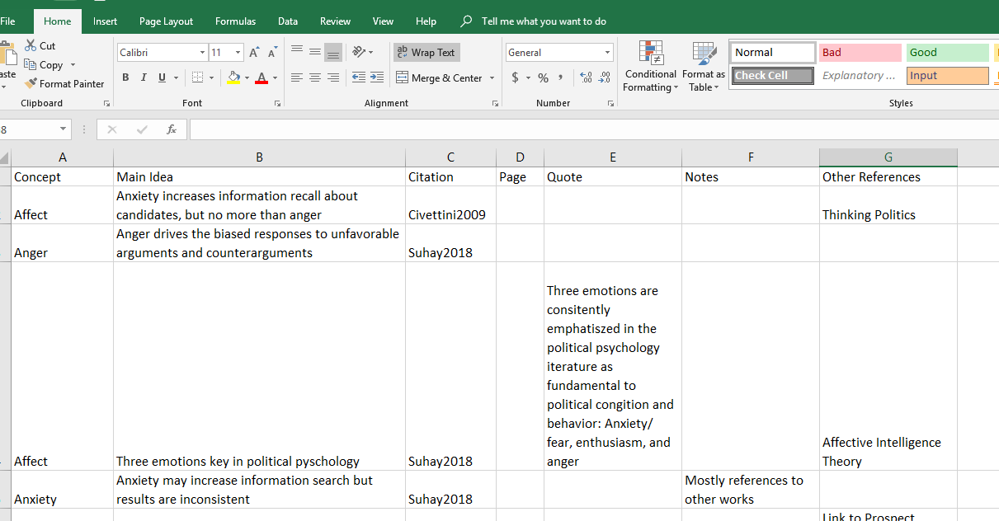 File Home Insert Page Layout Formulas Data Review View Help Tell me what you want to do
Cut
Copy
Format Painter
Clipboard
Calibri 11
B I U
Font
Wrap Text
Merge & Center
Alignment
General
$ % ,
Number
Conditional Formatting
Format as Table
Normal Bad Good
Check Cell Explanatory ... Input
Styles
8 fx
A B C D E F G
Concept Main Idea Citation Page Quote Notes Other References
Anxiety increases information recall about
Affect candidates, but no more than anger Civettini2009 Thinking Politics
Anger drives the biased responses to unfavorable
Anger arguments and counterarguments Suhay2018
Three emotions are
consitently
emphatiszed in the
political psychology
iterature as
fundamental to
political congition and
behavior: Anxiety/
fear, enthusiasm, and Affective Intelligence
Affect Three emotions key in political pyschology Suhay2018 anger Theory
Anxiety may increase information search but Mostly references to
Anxiety results are inconsistent Suhay2018 other works
Link to Prospect